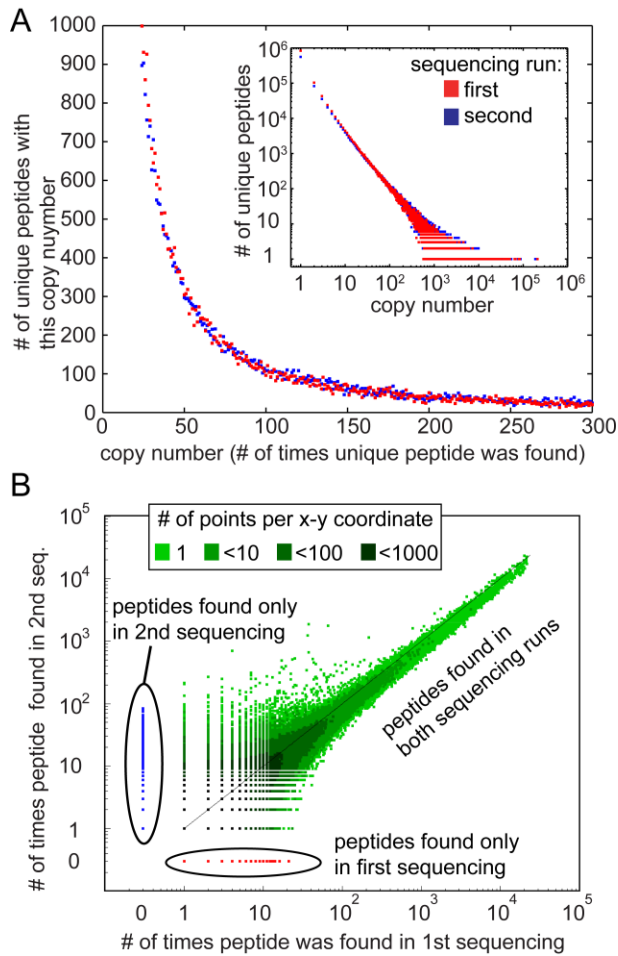 A
# of unique peptides with
this copy nuymber
1000
900
800
700
600
500
400
300
200
100
0
0
50
100
150
200
250
300
copy number (# of times unique peptide was found)
# of unique peptides
10^6
10^5
10^4
10^3
10^2
10
1
1
10
10^2
10^3
10^4
10^5
10^6
copy number
sequencing run:
first
second
B
# of times peptide found in 2nd seq.
10^5
10^4
10^3
10^2
10
1
0
# of points per x-y coordinate
1
<10
<100
<1000
peptides found only
in 2nd sequencing
peptides found in
both sequencing runs
peptides found only
in first sequencing
0
1
10
10^2
10^3
10^4
10^5
# of times peptide was found in 1st sequencing